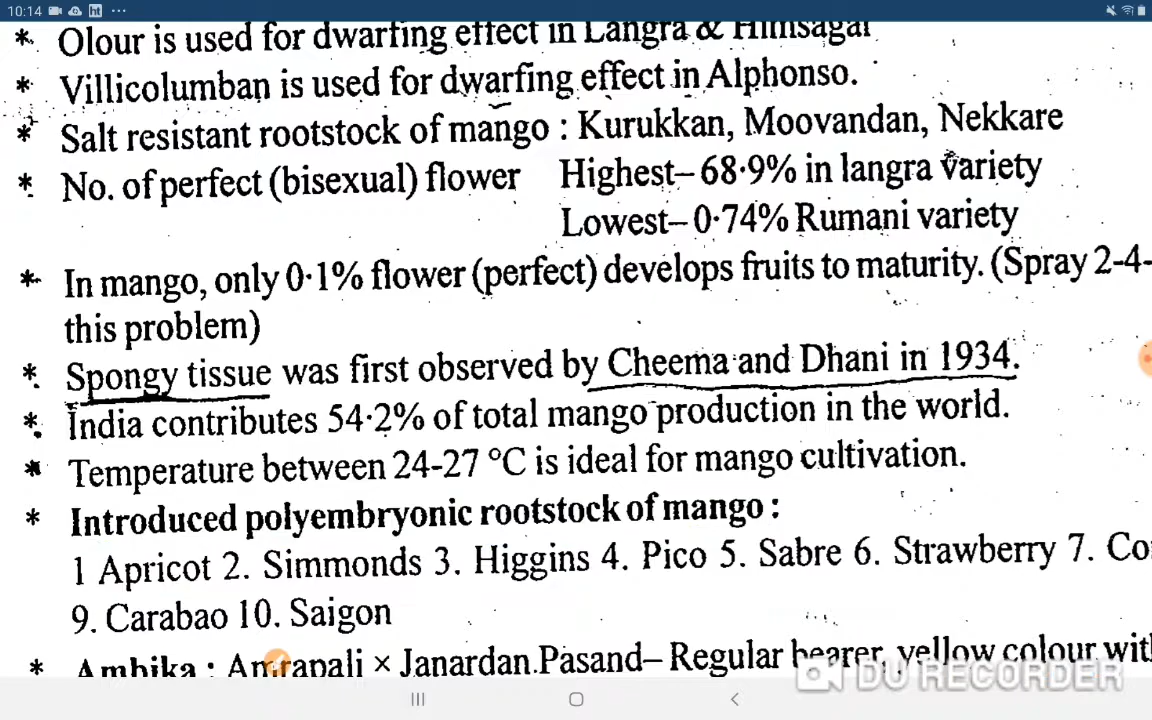 10:14 ht ...
* Olour is used for dwarfing effect in Langra & Himsagar
* Villicolumban is used for dwarfing effect in Alphonso.
* Salt resistant rootstock of mango : Kurukkan, Moovandan, Nekkare
* No. of perfect (bisexual) flower Highest– 68·9% in langra variety
Lowest– 0·74% Rumani variety
* In mango, only 0·1% flower (perfect) develops fruits to maturity. (Spray 2-4-
this problem)
* Spongy tissue was first observed by Cheema and Dhani in 1934.
* India contributes 54·2% of total mango production in the world.
* Temperature between 24-27 °C is ideal for mango cultivation.
* Introduced polyembryonic rootstock of mango :
1 Apricot 2. Simmonds 3. Higgins 4. Pico 5. Sabre 6. Strawberry 7.
9. Carabao 10. Saigon
* Ambika : Amrapali × Janardan Pasand– Regular bearer, yellow colour with
DU RECORDER